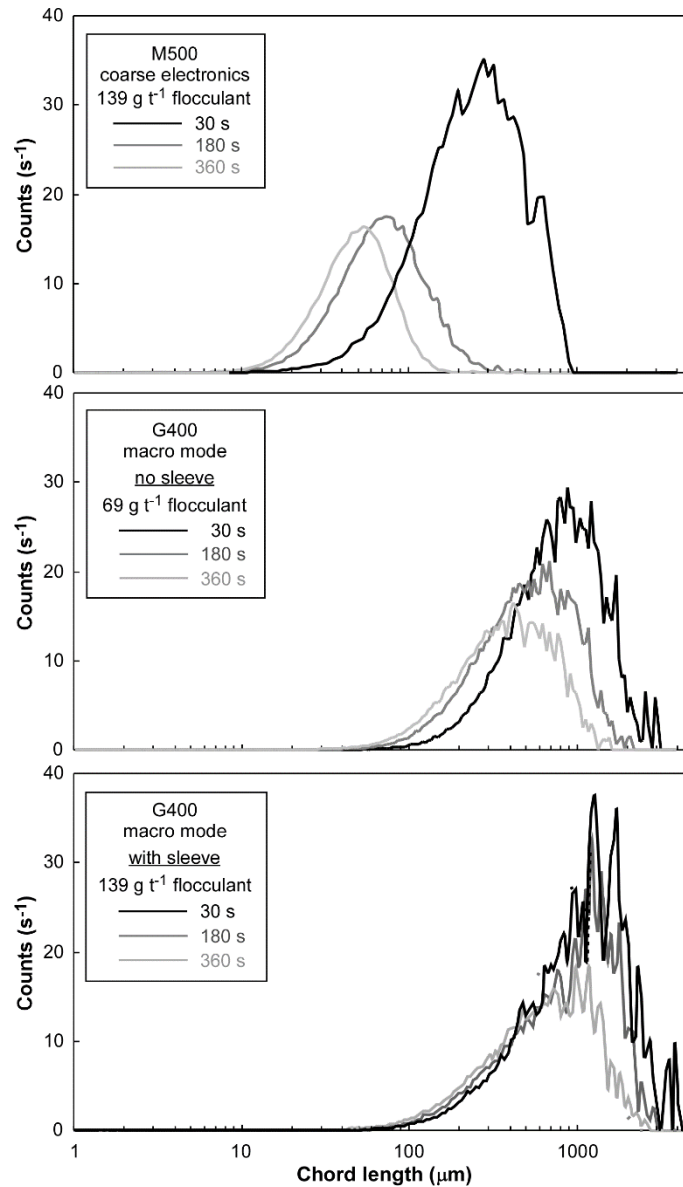 40
M500
coarse electronics
139 g t⁻¹ flocculant
30 s
180 s
360 s
30
20
10
0
Counts (s⁻¹)
40
G400
macro mode
no sleeve
69 g t⁻¹ flocculant
30 s
180 s
360 s
30
20
10
0
Counts (s⁻¹)
40
G400
macro mode
with sleeve
139 g t⁻¹ flocculant
30 s
180 s
360 s
30
20
10
0
Counts (s⁻¹)
1 10 100 1000
Chord length (μm)